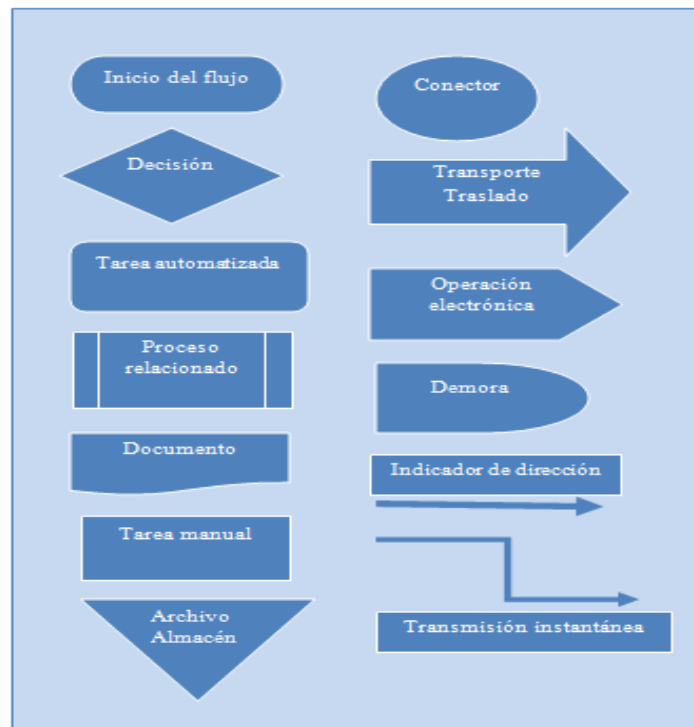 Inicio del flujo
Decisión
Tarea automatizada
Proceso
relacionado
Documento
Tarea manual
Archivo
Almacén
Conector
Transporte
Traslado
Operación
electrónica
Demora
Indicador de dirección
Transmisión instantánea